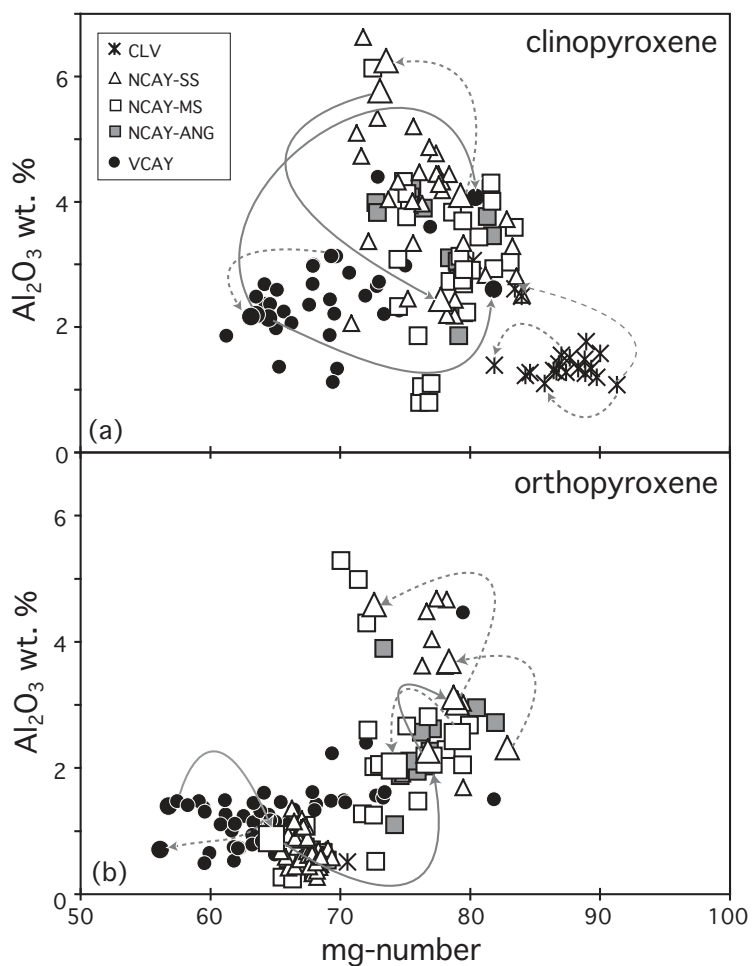 clinopyroxene
CLV
NCAY-SS
NCAY-MS
NCAY-ANG
VCAY
6
4
2
0
Al₂O₃ wt. %
(a)
orthopyroxene
6
4
2
0
Al₂O₃ wt. %
(b)
50 60 70 80 90 100
mg-number